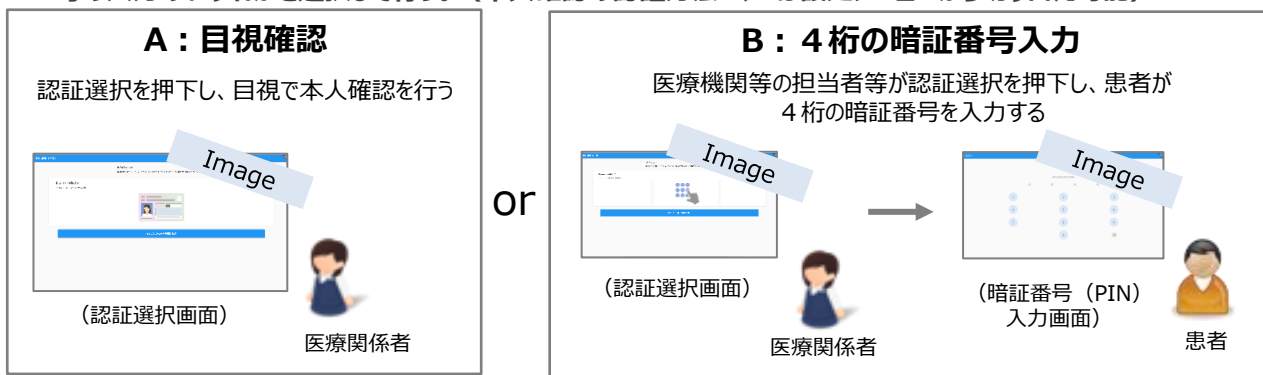 A：目視確認
認証選択を押下し、目視で本人確認を行う
Image
（認証選択画面）
医療関係者
or
B：４桁の暗証番号入力
医療機関等の担当者等が認証選択を押下し、患者が
４桁の暗証番号を入力する
Image
（認証選択画面）
医療関係者
Image
（暗証番号（PIN）
入力画面）
患者